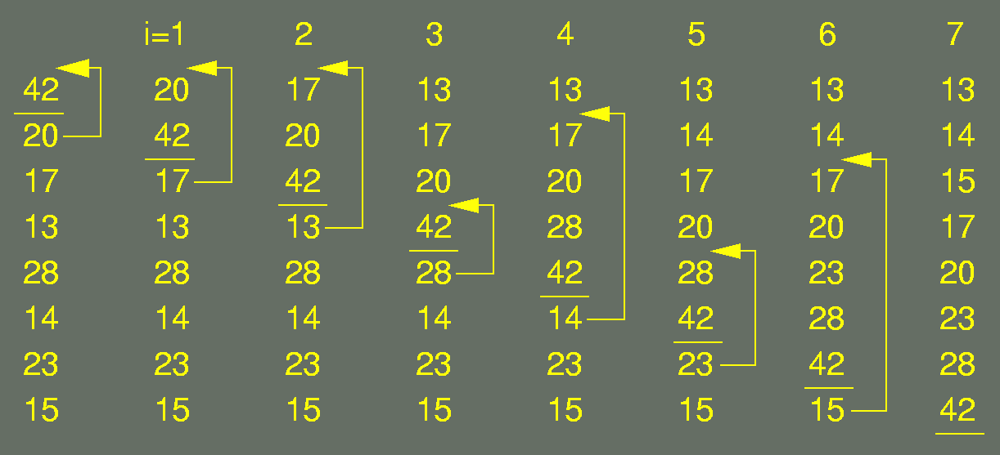 i=1 2 3 4 5 6 7
42 20 17 13 13 13 13 13
20 42 20 17 17 14 14 14
17 17 42 20 20 17 17 15
13 13 13 42 28 20 20 17
28 28 28 28 42 28 23 20
14 14 14 14 14 42 28 23
23 23 23 23 23 23 42 28
15 15 15 15 15 15 15 42